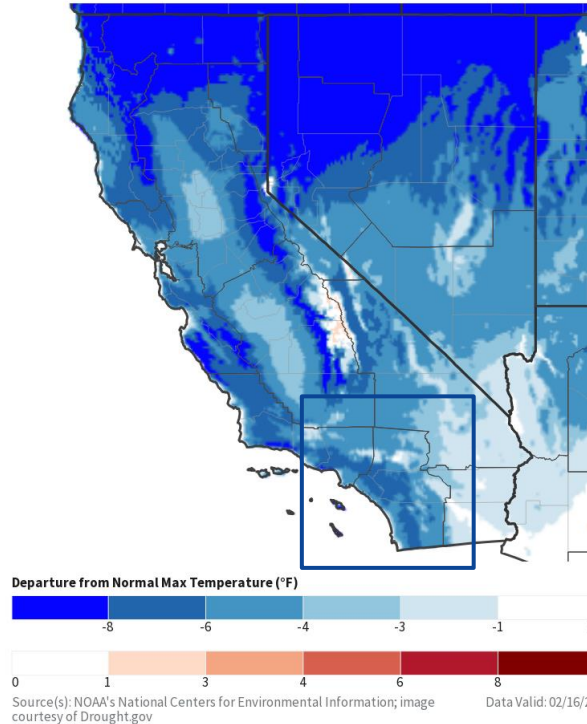 Departure from Normal Max Temperature (°F)
-8 -6 -4 -3 -1
0 1 3 4 6 8
Source(s): NOAA's National Centers for Environmental Information; image Data Valid: 02/16/2
courtesy of Drought.gov